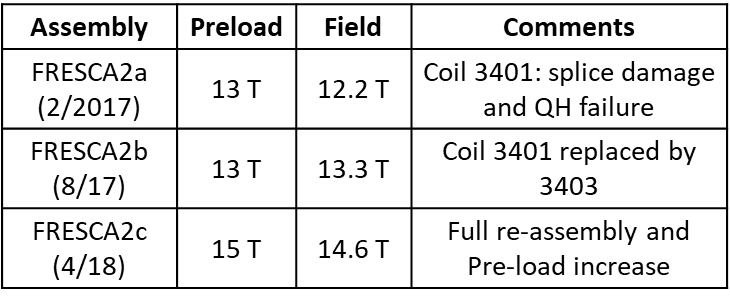 Assembly Preload Field Comments
FRESCA2a
(2/2017) 13 T 12.2 T Coil 3401: splice damage
and QH failure
FRESCA2b
(8/17) 13 T 13.3 T Coil 3401 replaced by
3403
FRESCA2c
(4/18) 15 T 14.6 T Full re-assembly and
Pre-load increase